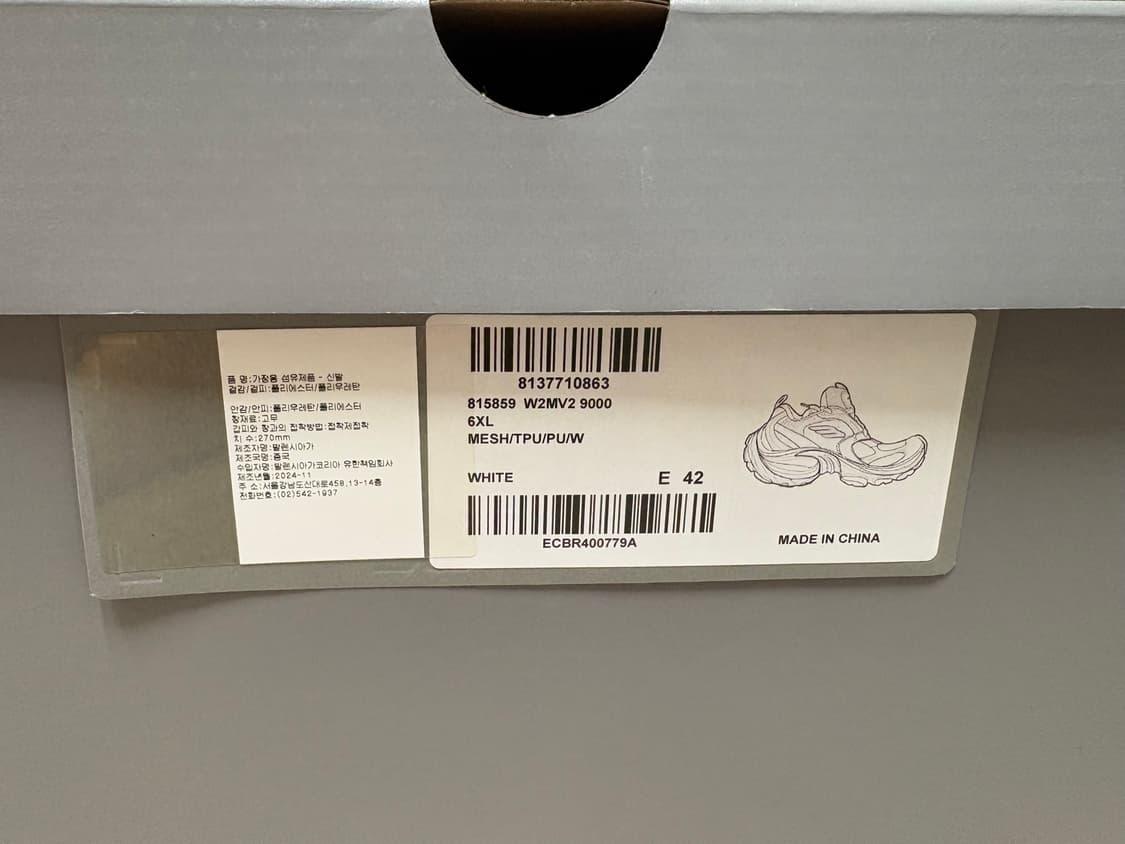 품 명:가정용 섬유제품 - 신발
겉감/겉피:폴리에스터/폴리우레탄
안감/안피:폴리우레탄/폴리에스터
창재료:고무
갑피와 창과의 접착방법:접착제접착
치 수:270mm
제조자명:발렌시아가
제조국명:중국
수입자명:발렌시아가코리아 유한책임회사
제조년월:2024-11
주 소:서울강남도산대로458,13-14층
전화번호:(02)542-1937
8137710863
815859 W2MV2 9000
6XL
MESH/TPU/PU/W
WHITE E 42
ECBR400779A
MADE IN CHINA